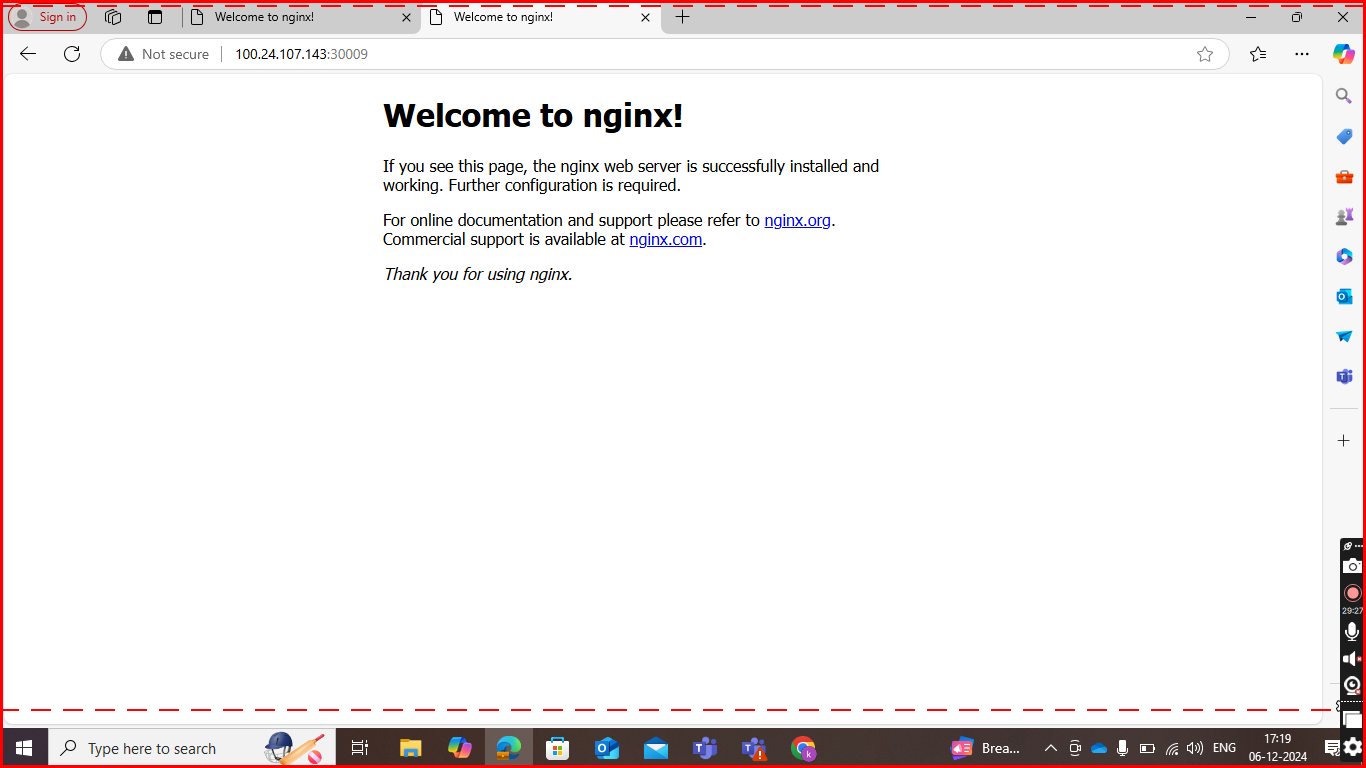 Sign in
Welcome to nginx!
Welcome to nginx!
Not secure
100.24.107.143:30009
Welcome to nginx!
If you see this page, the nginx web server is successfully installed and
working. Further configuration is required.
For online documentation and support please refer to nginx.org.
Commercial support is available at nginx.com.
Thank you for using nginx.
29:27
Type here to search
Brea...
ENG
17:19
06-12-2024